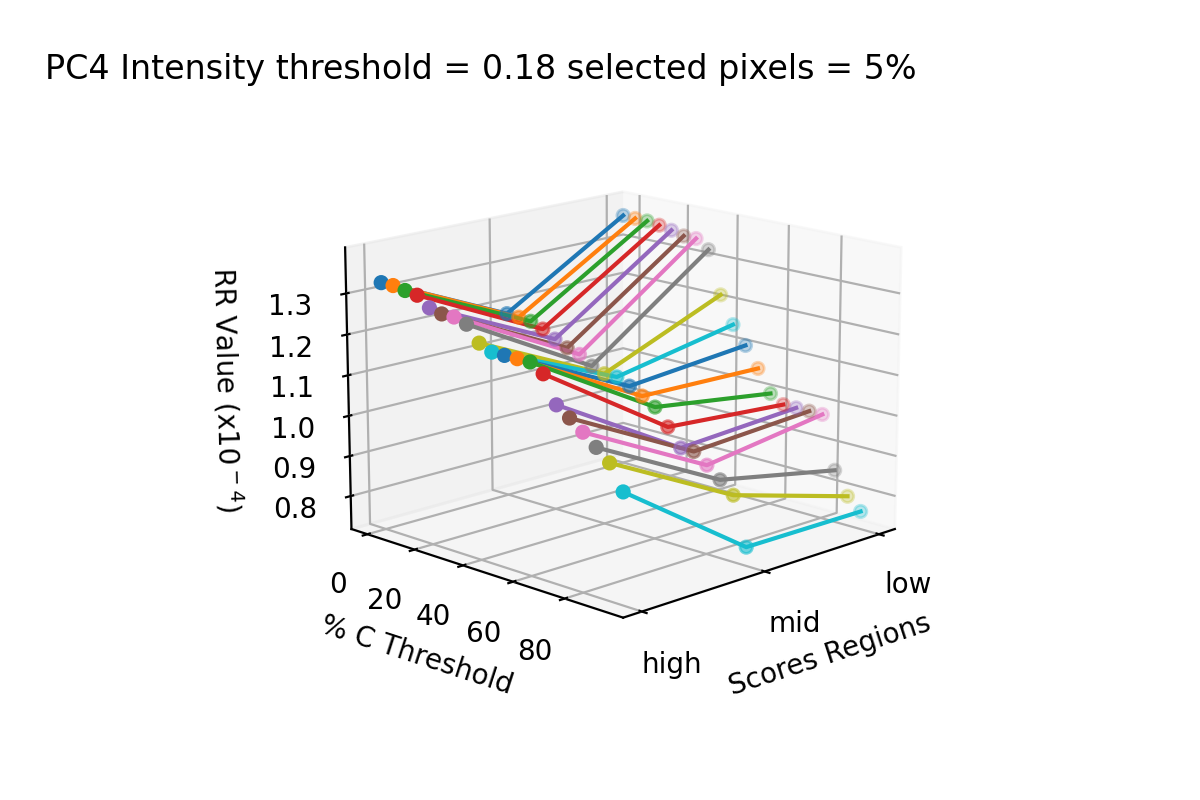 PC4 Intensity threshold = 0.18 selected pixels = 5%
RR Value (x10⁻⁴)
1.3
1.2
1.1
1.0
0.9
0.8
0
20
40
60
80
% C Threshold
high
mid
low
Scores Regions